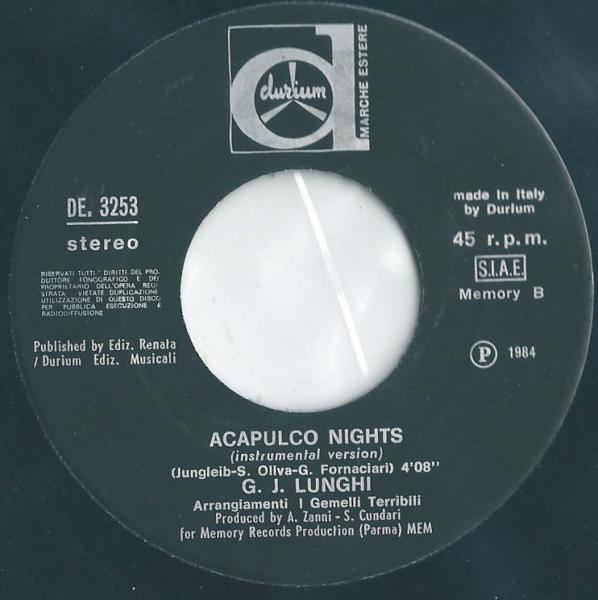 durium
MARCHE ESTERE
DE. 3253
stereo
RISERVATI TUTTI I DIRITTI DEL PRO-
DUTTORE FONOGRAFICO E DEL
PROPRIETARIO DELL'OPERA REGI
STRATA VIETATE DUPLICAZIONE
UTILIZZAZIONE DI QUESTO DISCO
PER PUBBLICA ESECUZIONE &
RADIODIFFUSIONE
Published by Ediz. Renata
/ Durium Ediz. Musicali
made in Italy
by Durium
45 r.p.m.
S.I.A.E.
Memory B
P 1984
ACAPULCO NIGHTS
(instrumental version)
(Jungleib-S. Oliva-G. Fornaciari) 4'08"
G. J. LUNGHI
Arrangiamenti I Gemelli Terribili
Produced by A. Zanni - S. Cundari
for Memory Records Production (Parma) MEM